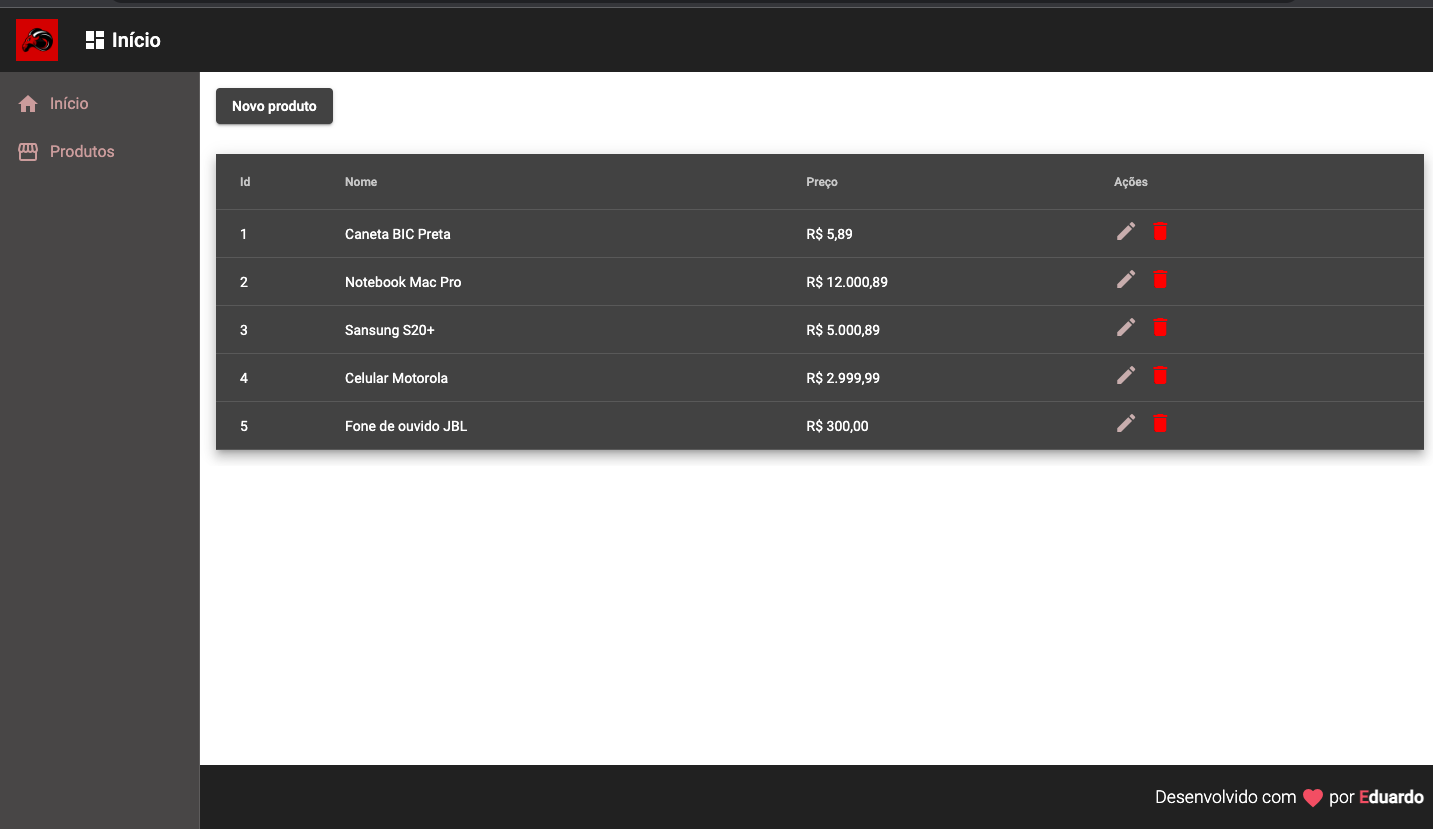 Início
Início
Produtos
Novo produto
Id Nome Preço Ações
1 Caneta BIC Preta R$ 5,89
2 Notebook Mac Pro R$ 12.000,89
3 Sansung S20+ R$ 5.000,89
4 Celular Motorola R$ 2.999,99
5 Fone de ouvido JBL R$ 300,00
Desenvolvido com ❤ por Eduardo